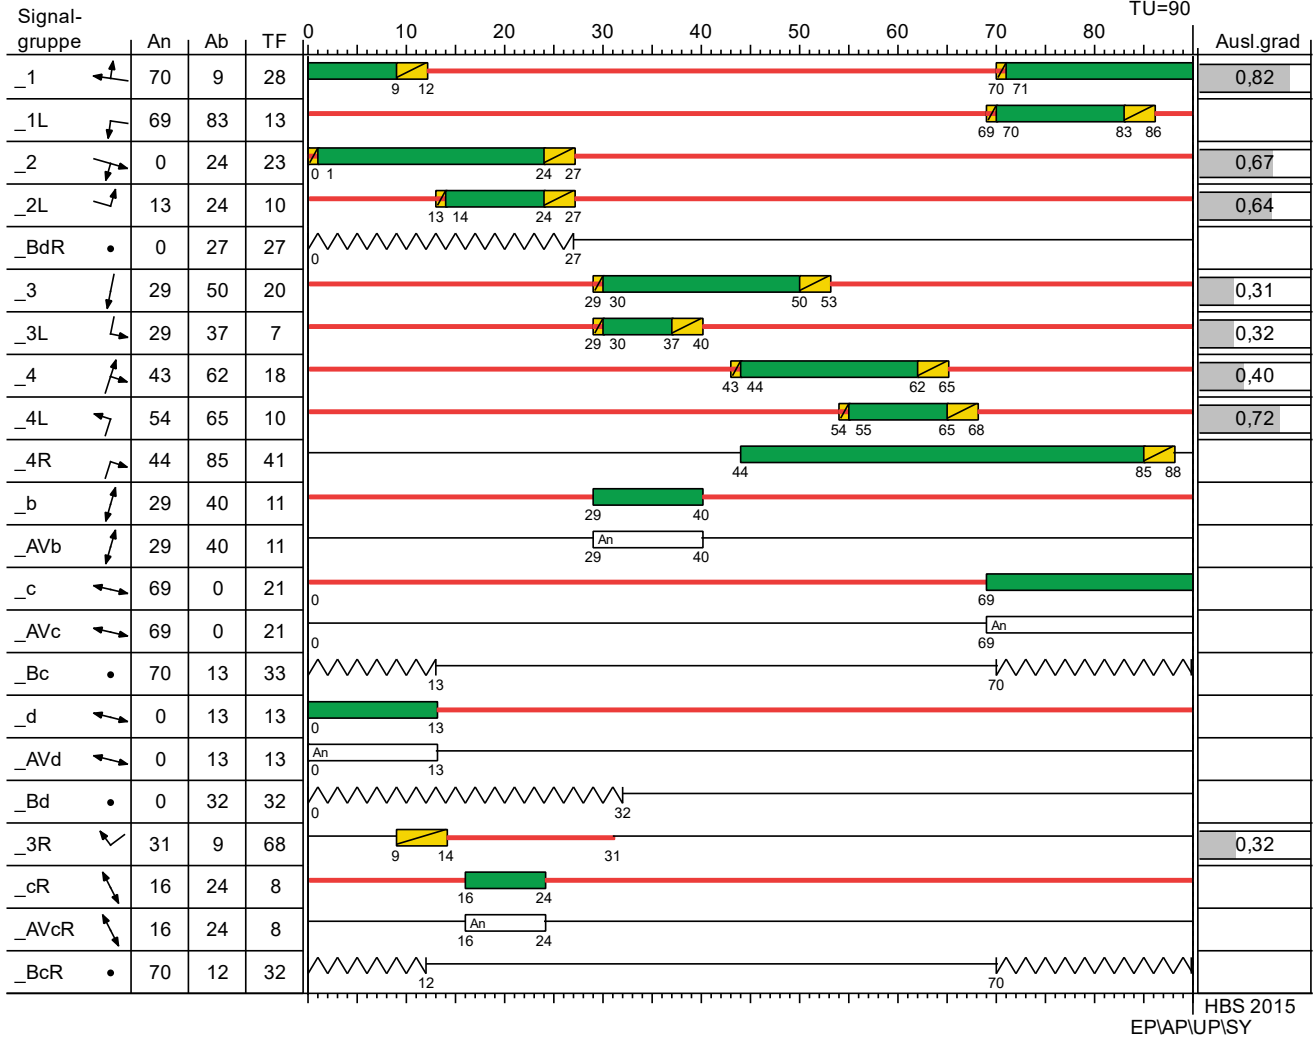 TU=90
Signal-
gruppe An Ab TF 0 10 20 30 40 50 60 70 80 Ausl.grad
_1 70 9 28 9 12 70 71 0,82
_1L 69 83 13 69 70 83 86
_2 0 24 23 0 1 24 27 0,67
_2L 13 24 10 13 14 24 27 0,64
_BdR 0 27 27 0 27
_3 29 50 20 29 30 50 53 0,31
_3L 29 37 7 29 30 37 40 0,32
_4 43 62 18 43 44 62 65 0,40
_4L 54 65 10 54 55 65 68 0,72
_4R 44 85 41 44 85 88
_b 29 40 11 29 40
_AVb 29 40 11 An 29 40
_c 69 0 21 0 69
_AVc 69 0 21 0 An 69
_Bc 70 13 33 13 70
_d 0 13 13 0 13
_AVd 0 13 13 An 0 13
_Bd 0 32 32 0 32
_3R 31 9 68 9 14 31 0,32
_cR 16 24 8 16 24
_AVcR 16 24 8 An 16 24
_BcR 70 12 32 12 70
HBS 2015
EP\AP\UP\SY